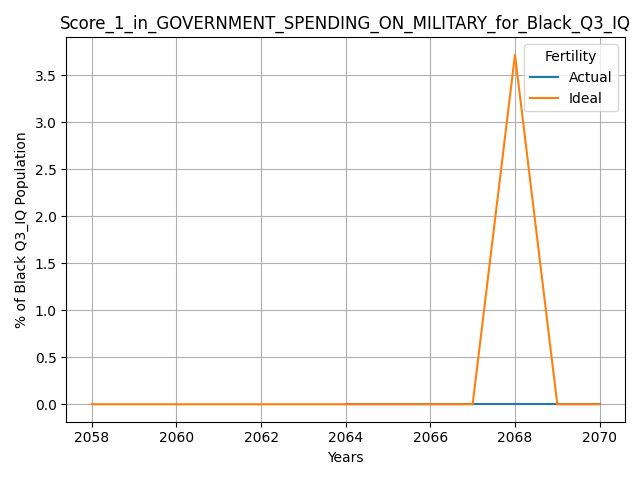 Score_1_in_GOVERNMENT_SPENDING_ON_MILITARY_for_Black_Q3_IQ
Fertility
Actual
Ideal
% of Black Q3_IQ Population
3.5
3.0
2.5
2.0
1.5
1.0
0.5
0.0
2058 2060 2062 2064 2066 2068 2070
Years